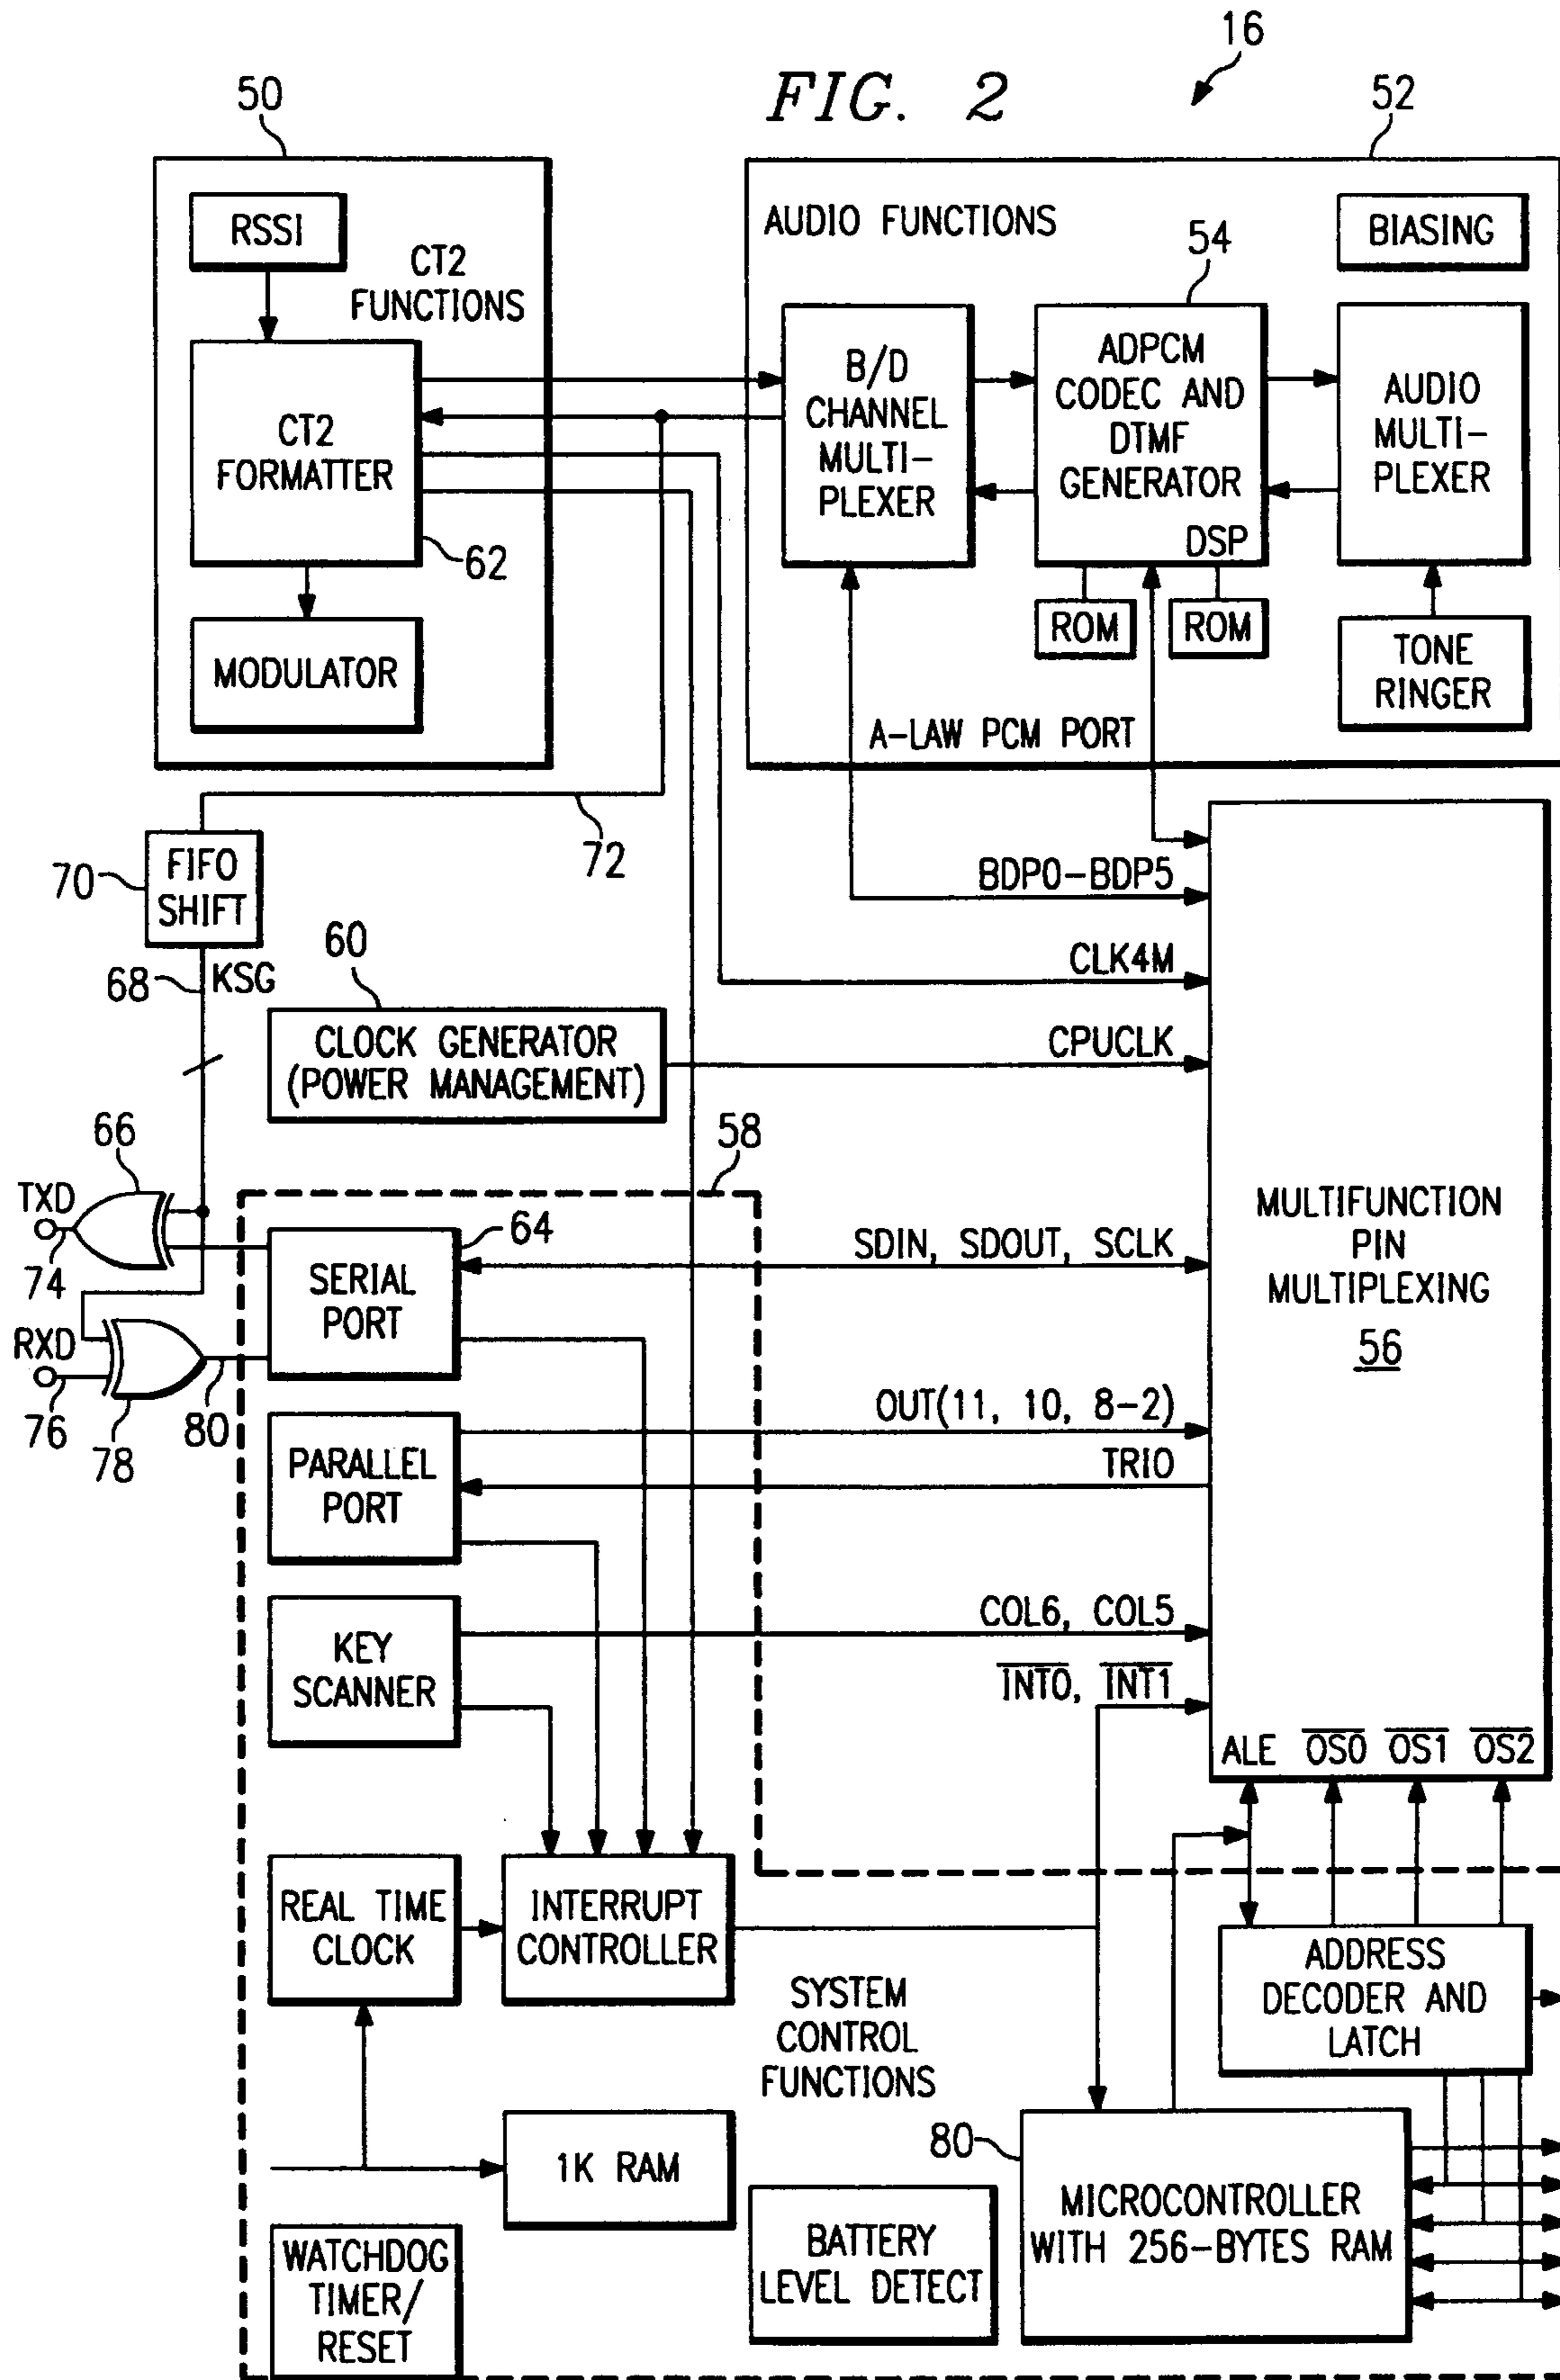 16
FIG. 2
50
52
RSSI
CT2
FUNCTIONS
CT2
FORMATTER
62
MODULATOR
AUDIO FUNCTIONS
BIASING
54
B/D
CHANNEL
MULTI-
PLEXER
ADPCM
CODEC AND
DTMF
GENERATOR
DSP
AUDIO
MULTI-
PLEXER
ROM
ROM
TONE
RINGER
A-LAW PCM PORT
72
70
FIFO
SHIFT
68
KSG
BDP0-BDP5
CLK4M
60
CLOCK GENERATOR
(POWER MANAGEMENT)
CPUCLK
66
58
TXD
74
64
SERIAL
PORT
SDIN, SDOUT, SCLK
MULTIFUNCTION
PIN
MULTIPLEXING
56
RXD
76
78
80
PARALLEL
PORT
OUT(11, 10, 8-2)
TRIO
KEY
SCANNER
COL6, COL5
INT0, INT1
ALE OS0 OS1 OS2
REAL TIME
CLOCK
INTERRUPT
CONTROLLER
ADDRESS
DECODER AND
LATCH
SYSTEM
CONTROL
FUNCTIONS
1K RAM
80
MICROCONTROLLER
WITH 256-BYTES RAM
BATTERY
LEVEL DETECT
WATCHDOG
TIMER/
RESET